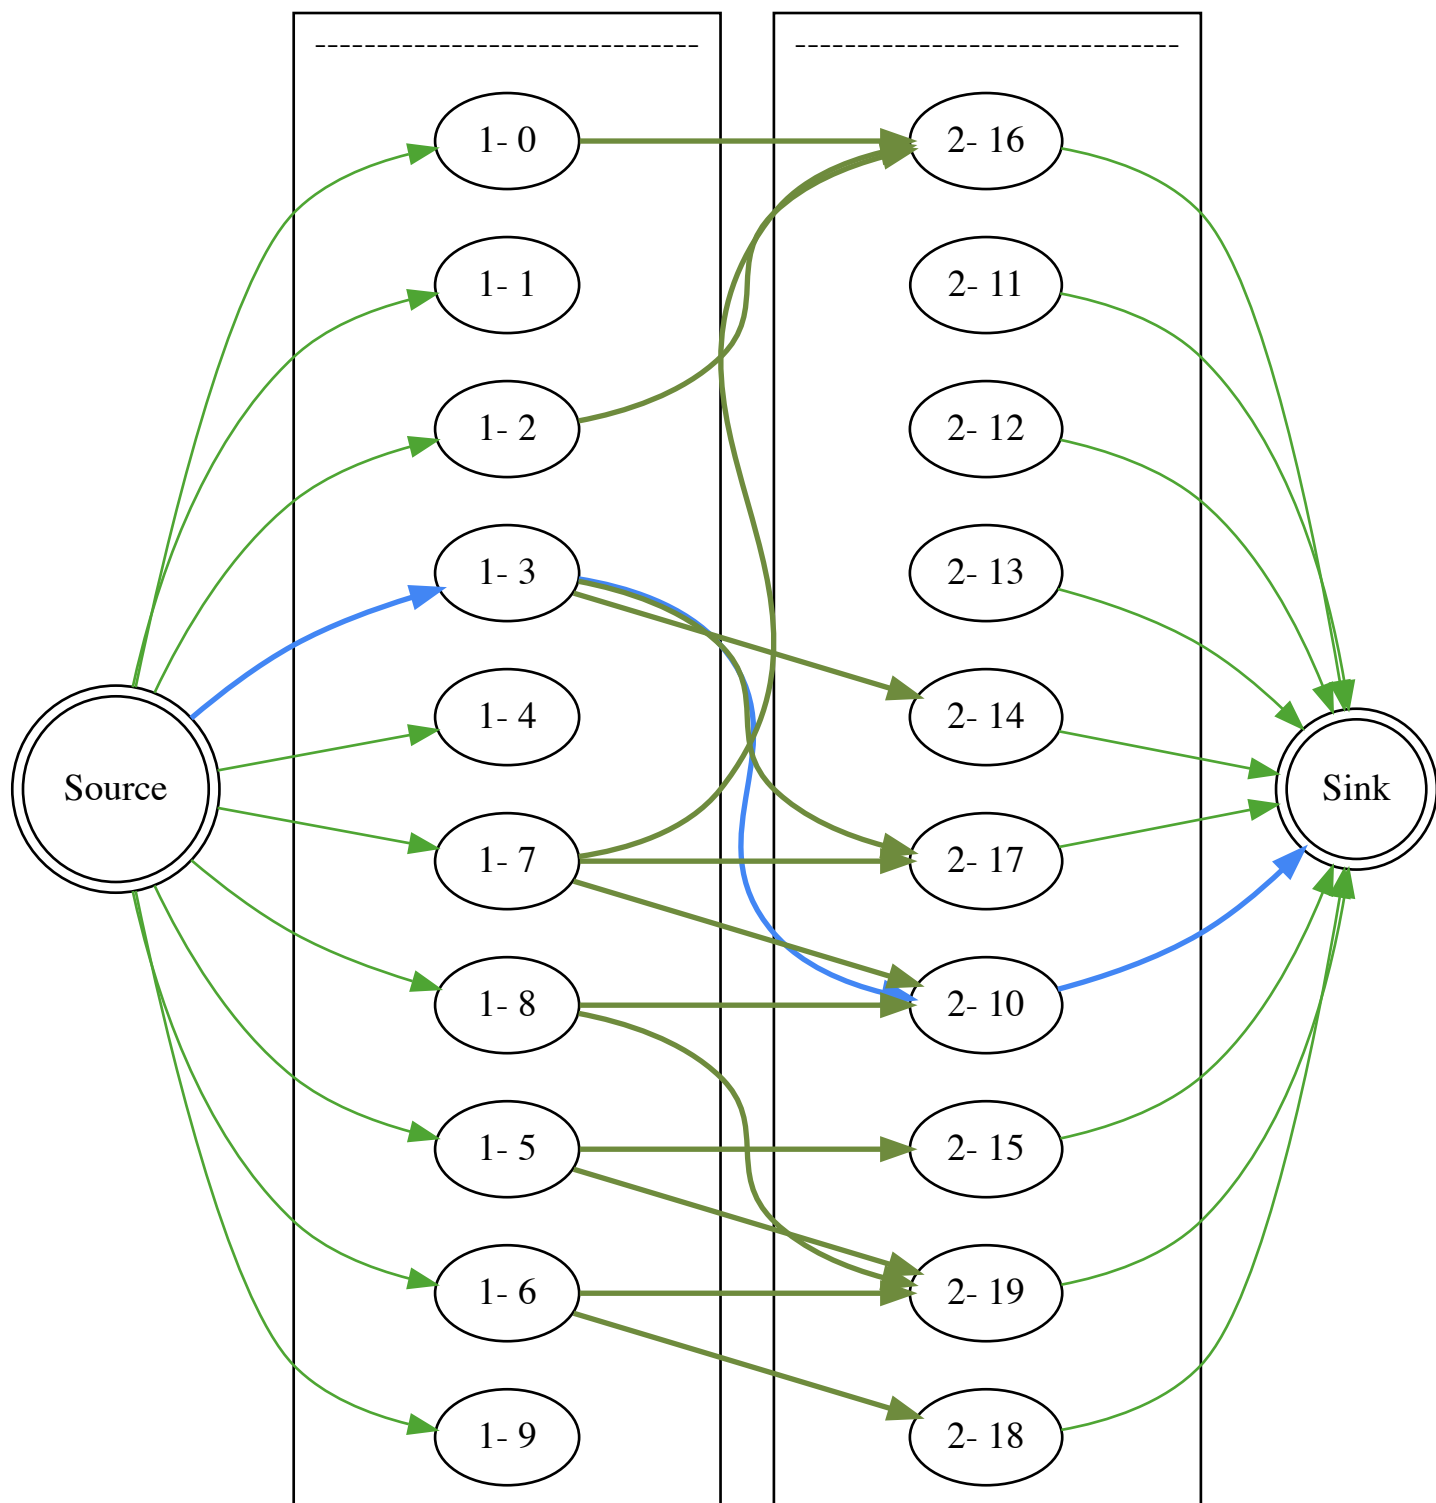 ------------------------------- -------------------------------
1- 0 2- 16
1- 1 2- 11
1- 2 2- 12
1- 3 2- 13
1- 4 2- 14
Source Sink
1- 7 2- 17
1- 8 2- 10
1- 5 2- 15
1- 6 2- 19
1- 9 2- 18